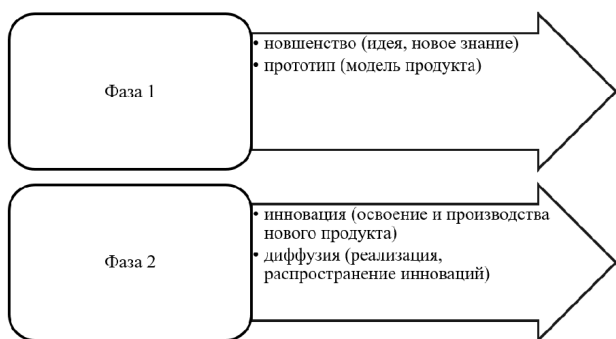 Фаза 1
• новшенство (идея, новое знание)
• прототип (модель продукта)
Фаза 2
• инновация (освоение и производства
нового продукта)
• диффузия (реализация,
распространение инноваций)